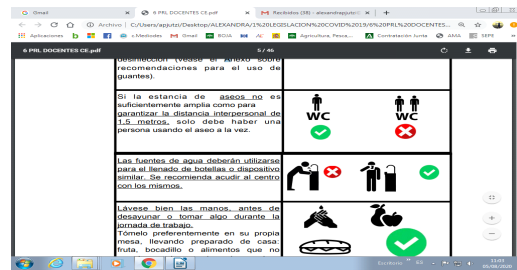 Gmail
6 PRL DOCENTES CE.pdf
Recibidos (38) - alexandrapjutzi
Archivo | C:/Users/apjutzi/Desktop/ALEXANDRA/1%20LEGISLACION%20COVID%2019/6%20PRL%20DOCENTES...
Aplicaciones
Gmail
BOJA
Agricultura, Pesca...
Contratación Junta
AMA
SEPE
6 PRL DOCENTES CE.pdf
5 / 46
desinfección (véase el Anexo sobre
recomendaciones para el uso de
guantes).
Si la estancia de aseos no es
suficientemente amplia como para
garantizar la distancia interpersonal de
1.5 metros, solo debe haber una
persona usando el aseo a la vez.
WC
WC
Las fuentes de agua deberán utilizarse
para el llenado de botellas o dispositivo
similar. Se recomienda acudir al centro
con los mismos.
Lávese bien las manos, antes de
desayunar o tomar algo durante la
jornada de trabajo.
Tómelo preferentemente en su propia
mesa, llevando preparado de casa:
fruta, bocadillo o alimentos que no
Escritorio
ES
11:03